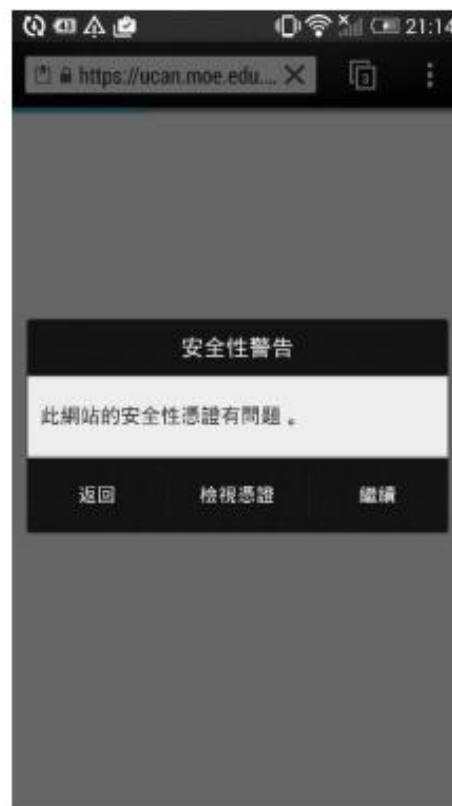 21:14
https://ucan.moe.edu....
3
安全性警告
此網站的安全性憑證有問題。
返回 檢視憑證 繼續